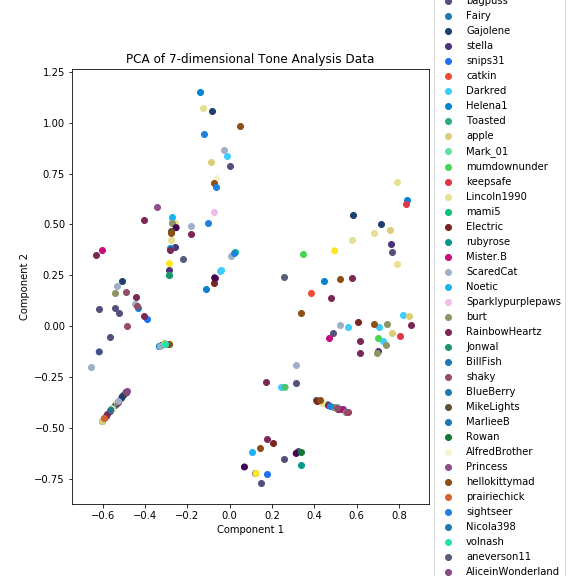 PCA of 7-dimensional Tone Analysis Data
1.25
1.00
0.75
0.50
0.25
0.00
−0.25
−0.50
−0.75
Component 2
−0.6
−0.4
−0.2
0.0
0.2
0.4
0.6
0.8
Component 1
bagpuss
Fairy
Gajolene
stella
snips31
catkin
Darkred
Helena1
Toasted
apple
Mark_01
mumdownunder
keepsafe
Lincoln1990
mami5
Electric
rubyrose
Mister.B
ScaredCat
Noetic
Sparklypurplepaws
burt
RainbowHeartz
Jonwal
BillFish
shaky
BlueBerry
MikeLights
MarlieeB
Rowan
AlfredBrother
Princess
hellokittymad
prairiechick
sightseer
Nicola398
volnash
aneverson11
AliceinWonderland